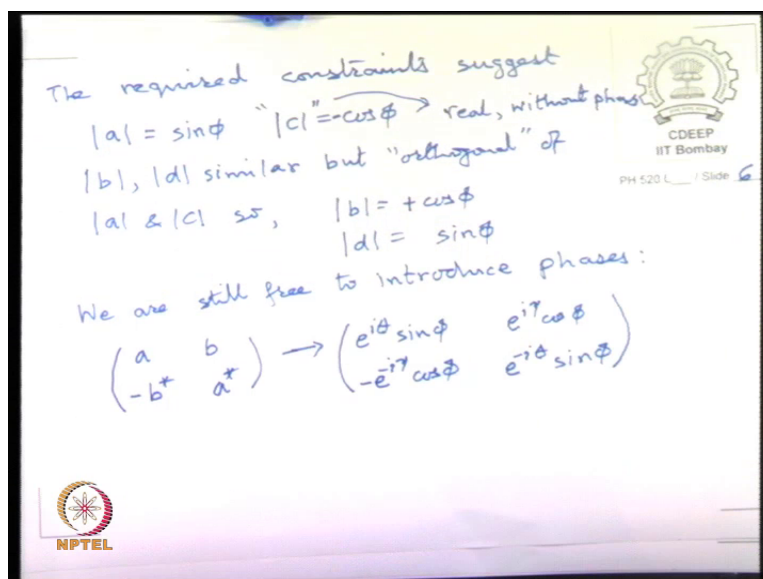 The required constraints suggest
|a| = sinφ "|c|" = -cosφ → real, without phase
|b|, |d| similar but "orthogonal" of
|a| & |c| so, |b| = + cosφ
|d| = sinφ
We are still free to introduce phases:
( a b ) → ( e^{iθ} sinφ e^{iγ} cosφ )
( -b* a* ) ( -e^{-iγ} cosφ e^{-iθ} sinφ )
CDEEP
IIT Bombay
PH 520 L___ / Slide 6
NPTEL